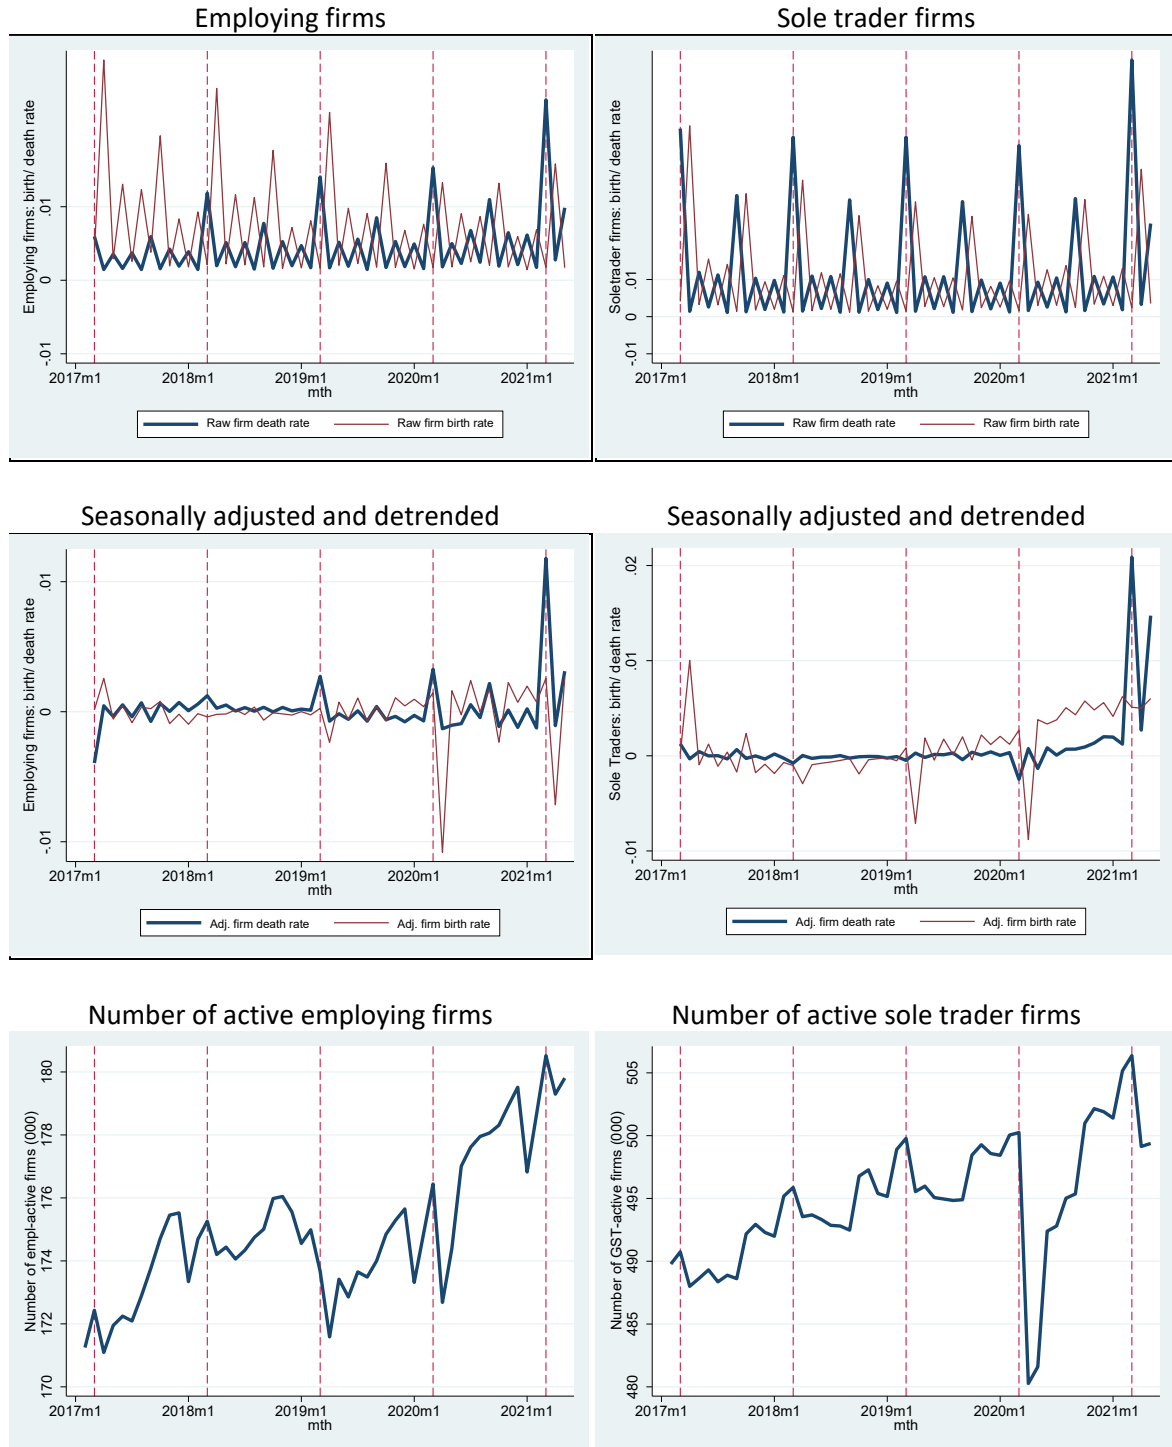 Employing firms
Employing firms: birth/ death rate
.01
0
-.01
2017m1 2018m1 2019m1 2020m1 2021m1
mth
Raw firm death rate Raw firm birth rate
Sole trader firms
Soletrader firms: birth/ death rate
.01
0
-.01
2017m1 2018m1 2019m1 2020m1 2021m1
mth
Raw firm death rate Raw firm birth rate
Seasonally adjusted and detrended
Employing firms: birth/ death rate
.01
0
-.01
2017m1 2018m1 2019m1 2020m1 2021m1
mth
Adj. firm death rate Adj. firm birth rate
Seasonally adjusted and detrended
Sole Traders: birth/ death rate
.02
.01
0
-.01
2017m1 2018m1 2019m1 2020m1 2021m1
mth
Adj. firm death rate Adj. firm birth rate
Number of active employing firms
Number of empl-active firms (000)
180
178
176
174
172
170
2017m1 2018m1 2019m1 2020m1 2021m1
mth
Number of active sole trader firms
Number of GST-active firms (000)
505
500
495
490
485
480
2017m1 2018m1 2019m1 2020m1 2021m1
mth